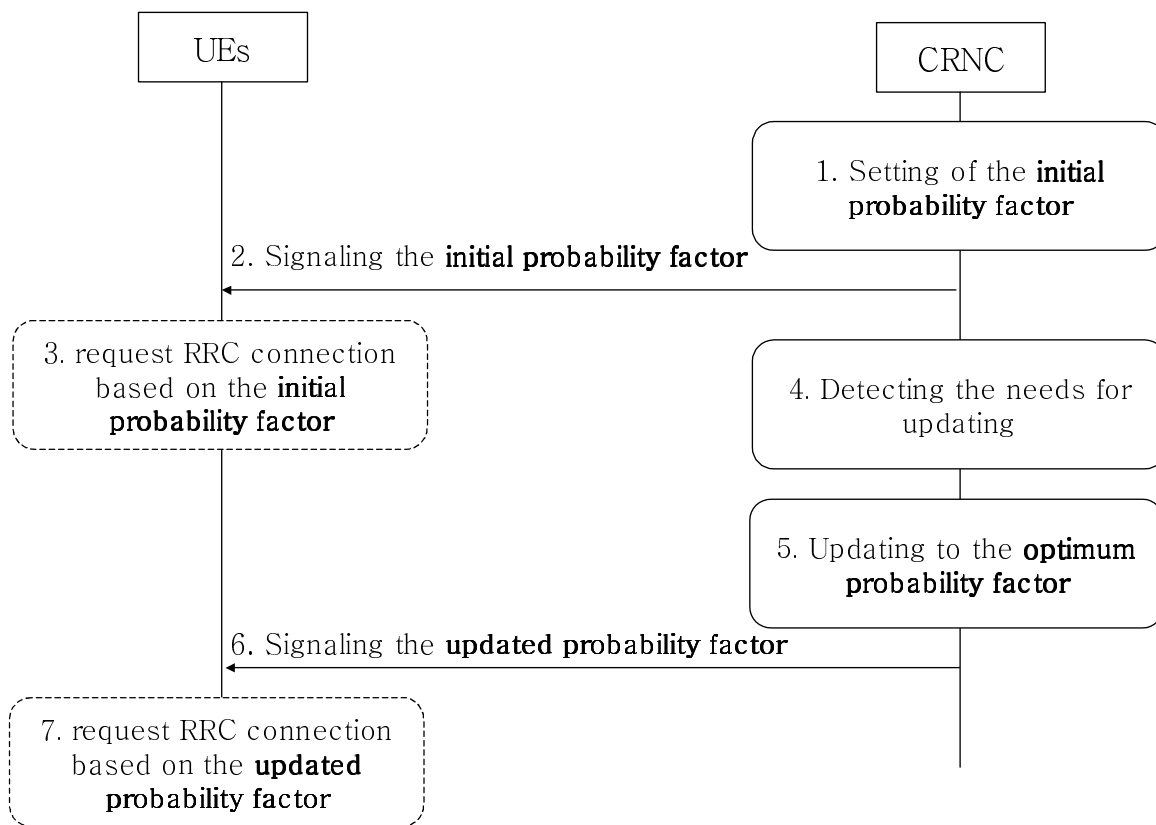 UEs
CRNC
1. Setting of the initial
probability factor
2. Signaling the initial probability factor
3. request RRC connection
based on the initial
probability factor
4. Detecting the needs for
updating
5. Updating to the optimum
probability factor
6. Signaling the updated probability factor
7. request RRC connection
based on the updated
probability factor